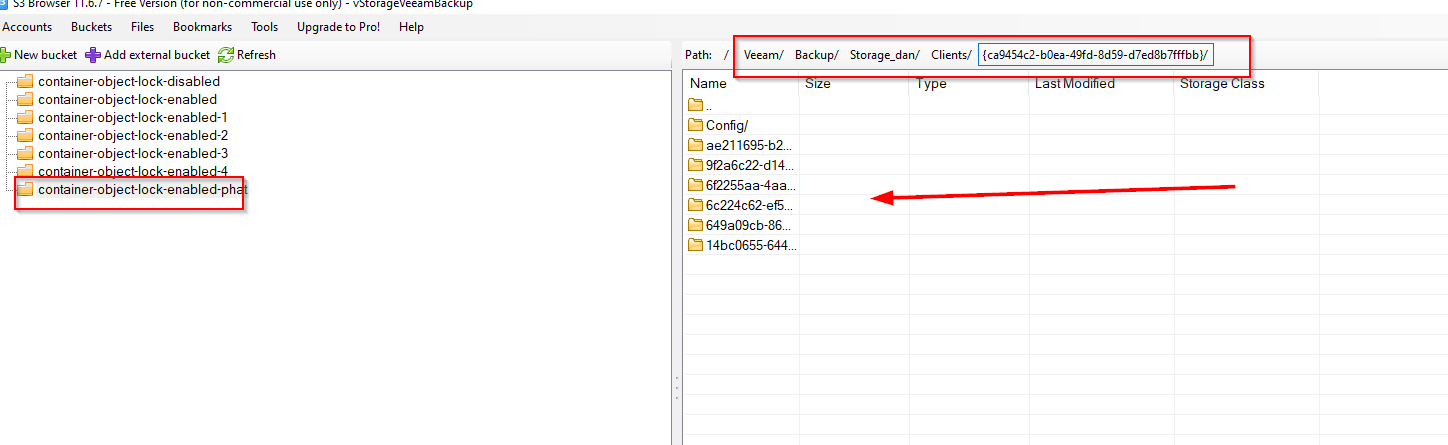 S3 Browser 11.6.7 - Free Version (for non-commercial use only) - vStorageVeeamBackup
Accounts Buckets Files Bookmarks Tools Upgrade to Pro! Help
New bucket Add external bucket Refresh
container-object-lock-disabled
container-object-lock-enabled
container-object-lock-enabled-1
container-object-lock-enabled-2
container-object-lock-enabled-3
container-object-lock-enabled-4
container-object-lock-enabled-phat
Path: / Veeam/ Backup/ Storage_dan/ Clients/ {ca9454c2-b0ea-49fd-8d59-d7ed8b7fffbb}/
Name Size Type Last Modified Storage Class
..
Config/
ae211695-b2...
9f2a6c22-d14...
6f2255aa-4aa...
6c224c62-ef5...
649a09cb-86...
14bc0655-644...